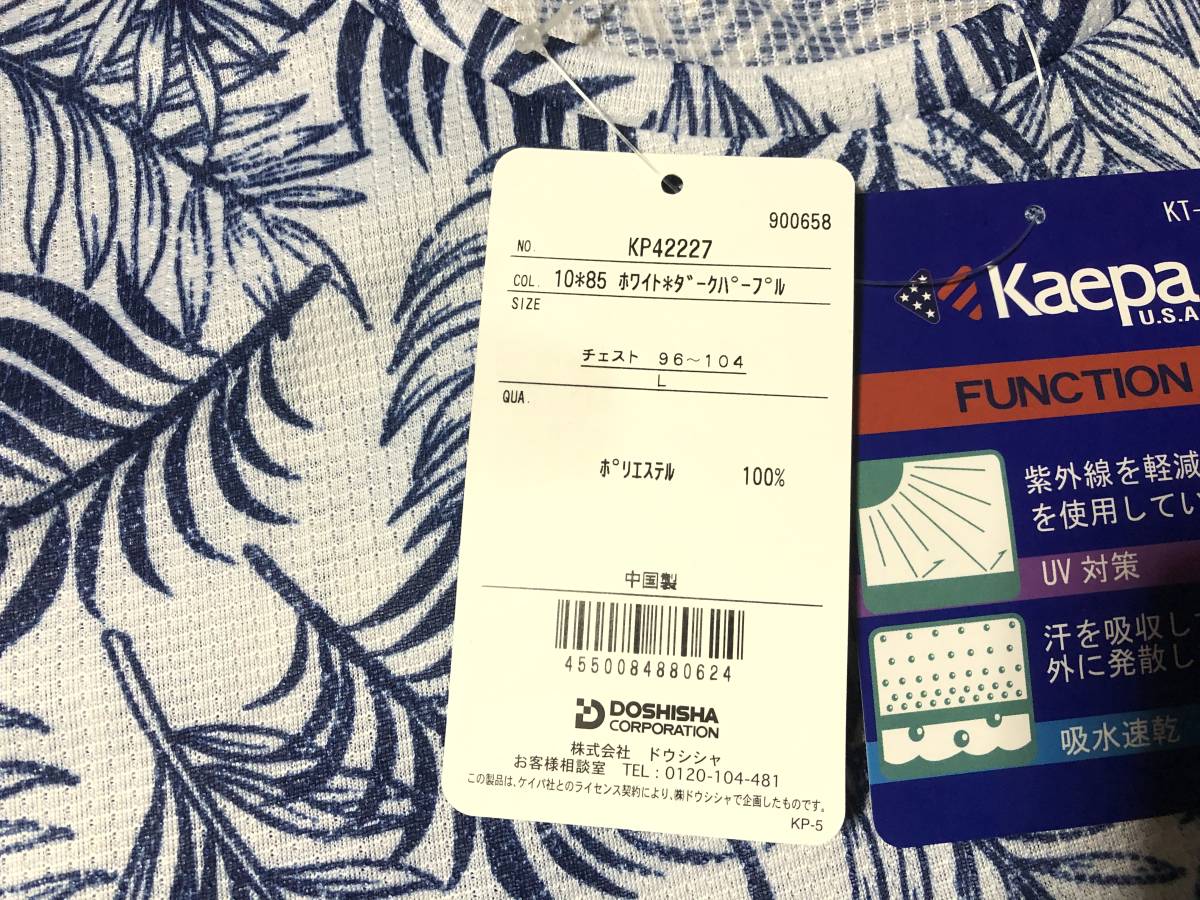 900658
NO. KP42227
COL. 10*85 ホワイト*ダークパープル
SIZE
チェスト 96~104
L
QUA.
ポリエステル 100%
中国製
4550084880624
DOSHISHA
CORPORATION
株式会社 ドウシシャ
お客様相談室 TEL:0120-104-481
この製品は、ケイパ社とのライセンス契約により、㈱ドウシシャで企画したものです。
KP-5
KT-
Kaepa
U.S.A
FUNCTION
紫外線を軽減
を使用してい
UV 対策
汗を吸収し
外に発散し
吸水速乾